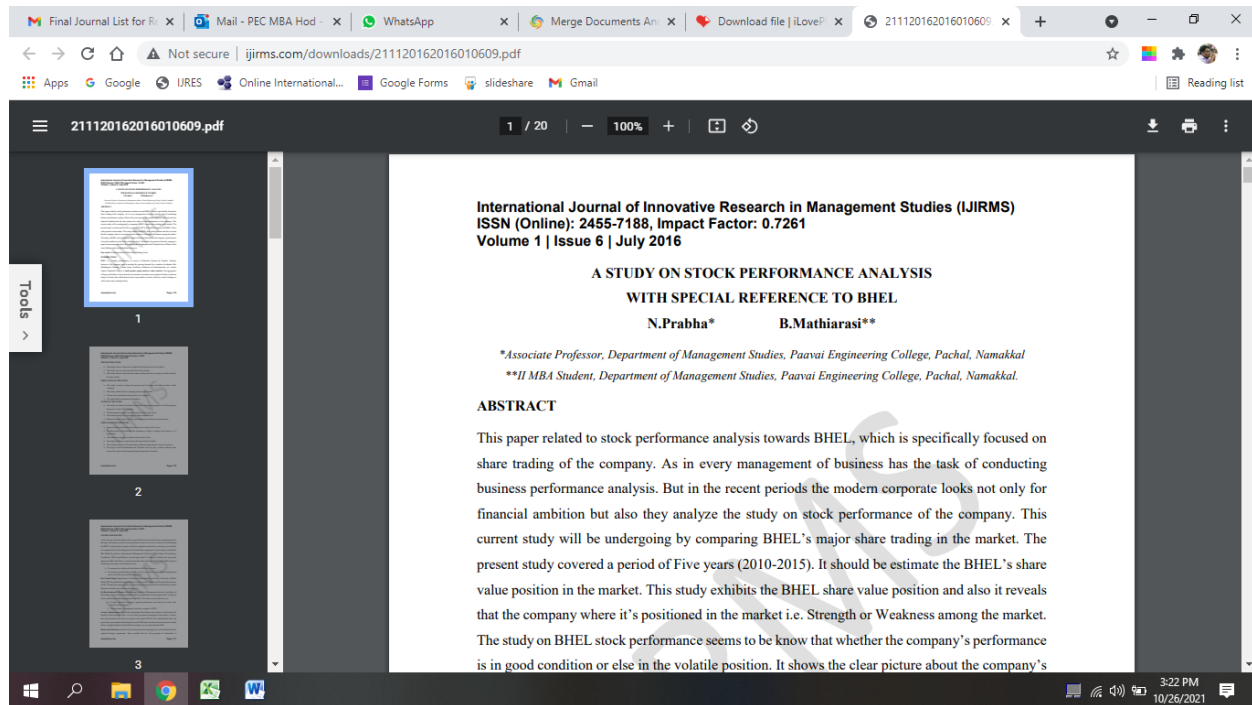 Final Journal List for Re
Mail - PEC MBA Hod -
WhatsApp
Merge Documents An
Download file | iLoveP
211120162016010609
Not secure | ijirms.com/downloads/211120162016010609.pdf
Apps
Google
IJRES
Online International...
Google Forms
slideshare
Gmail
Reading list
211120162016010609.pdf
1 / 20
100%
Tools
1
2
3
International Journal of Innovative Research in Management Studies (IJIRMS)
ISSN (Online): 2455-7188, Impact Factor: 0.7261
Volume 1 | Issue 6 | July 2016
A STUDY ON STOCK PERFORMANCE ANALYSIS
WITH SPECIAL REFERENCE TO BHEL
N.Prabha* B.Mathiarasi**
*Associate Professor, Department of Management Studies, Paavai Engineering College, Pachal, Namakkal
**II MBA Student, Department of Management Studies, Paavai Engineering College, Pachal, Namakkal.
ABSTRACT
This paper related to stock performance analysis towards BHEL, which is specifically focused on
share trading of the company. As in every management of business has the task of conducting
business performance analysis. But in the recent periods the modern corporate looks not only for
financial ambition but also they analyze the study on stock performance of the company. This
current study will be undergoing by comparing BHEL's major share trading in the market. The
present study covered a period of Five years (2010-2015). It should be estimate the BHEL's share
value position in the market. This study exhibits the BHEL share value position and also it reveals
that the company where it's positioned in the market i.e. Strength or Weakness among the market.
The study on BHEL stock performance seems to be know that whether the company's performance
is in good condition or else in the volatile position. It shows the clear picture about the company's
3:22 PM
10/26/2021